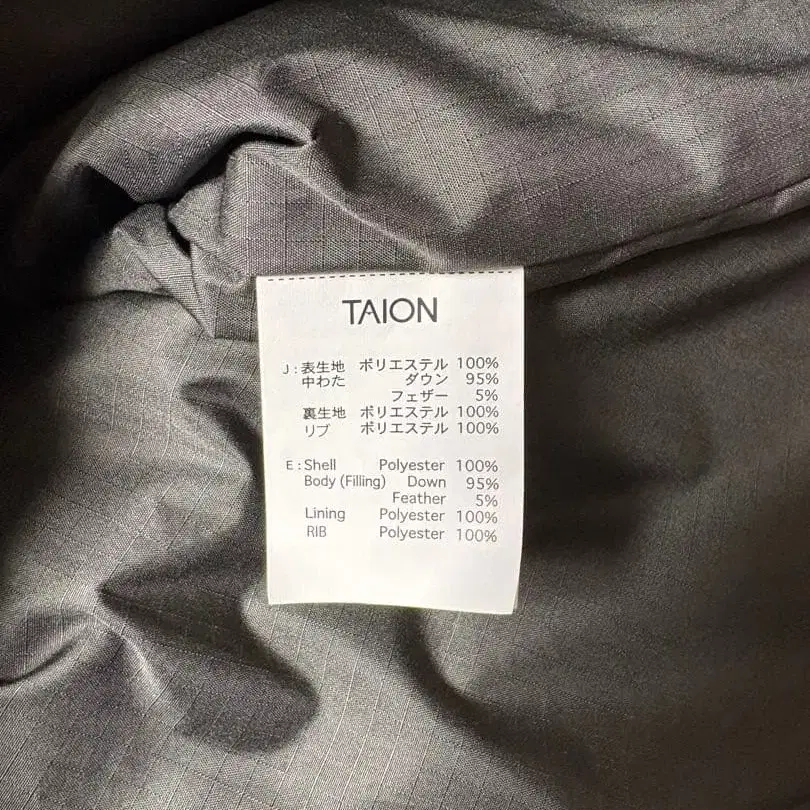 TAION
J : 表生地 ポリエステル 100%
中わた ダウン 95%
フェザー 5%
裏生地 ポリエステル 100%
リブ ポリエステル 100%
E : Shell Polyester 100%
Body (Filling) Down 95%
Feather 5%
Lining Polyester 100%
RIB Polyester 100%